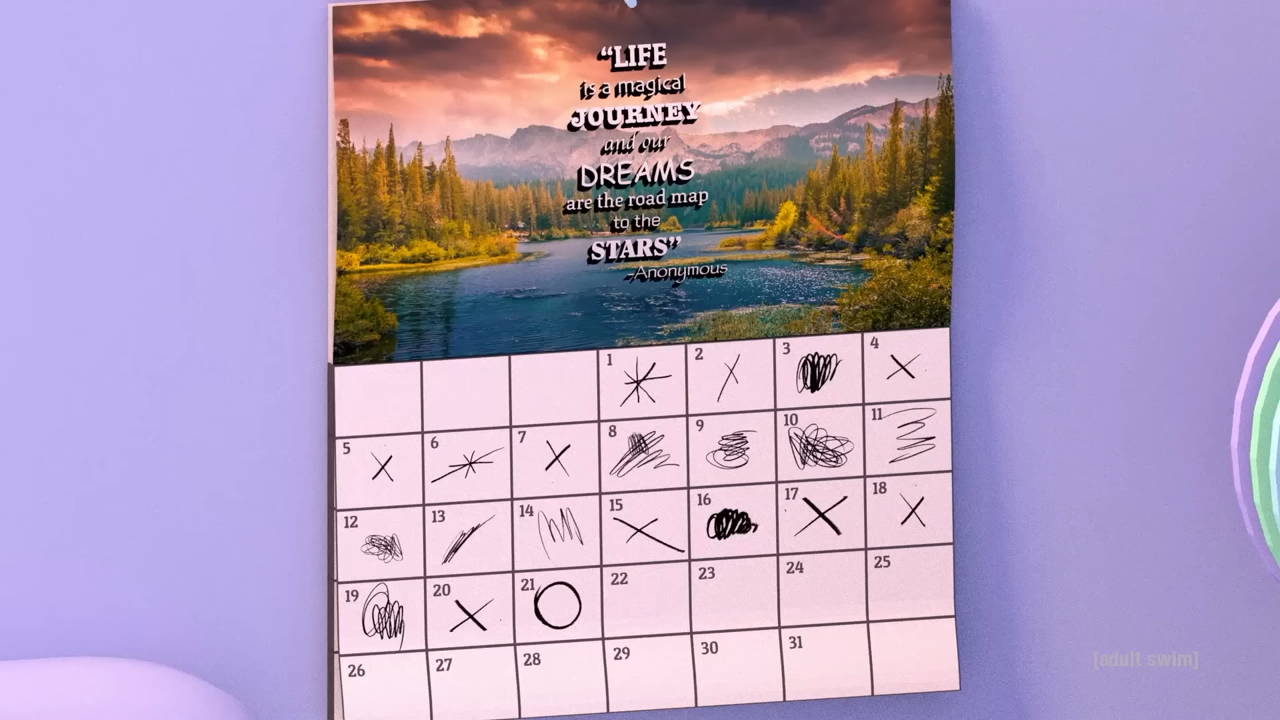 “LIFE
is a magical
JOURNEY
and our
DREAMS
are the road map
to the
STARS”
-Anonymous
1 2 3 4
5 6 7 8 9 10 11
12 13 14 15 16 17 18
19 20 21 22 23 24 25
26 27 28 29 30 31
[adult swim]